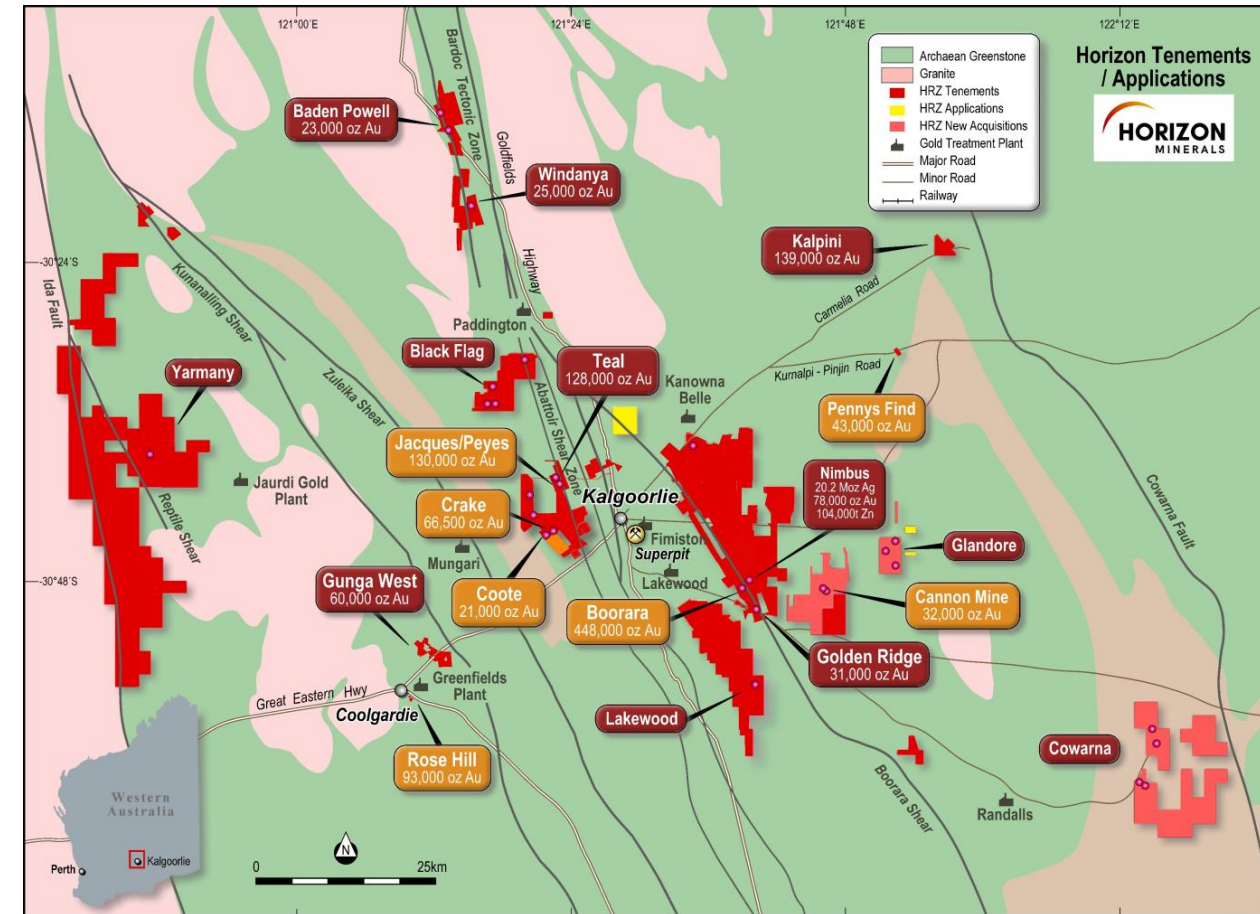 121°00´E
121°24´E
121°48´E
122°12´E
Horizon Tenements
/ Applications
HORIZON
MINERALS
Archaean Greenstone
Granite
HRZ Tenements
HRZ Applications
HRZ New Acquisitions
Gold Treatment Plant
Major Road
Minor Road
Railway
Bardoc Tectonic Zone
Goldfields
Highway
Baden Powell
23,000 oz Au
Windanya
25,000 oz Au
Kalpini
139,000 oz Au
-30°24´S
Ida Fault
Kunanalling Shear
Carmelia Road
Paddington
Black Flag
Teal
128,000 oz Au
Kanowna
Belle
Kurnalpi - Pinjin Road
Yarmany
Zuleika Shear
Abattoir Shear Zone
Pennys Find
43,000 oz Au
Jacques/Peyes
130,000 oz Au
Jaurdi Gold
Plant
Reptile Shear
Kalgoorlie
Nimbus
20.2 Moz Ag
78,000 oz Au
104,000t Zn
Cowarna Fault
Crake
66,500 oz Au
Fimiston
Superpit
Glandore
Mungari
Lakewood
-30°48´S
Gunga West
60,000 oz Au
Coote
21,000 oz Au
Boorara
448,000 oz Au
Cannon Mine
32,000 oz Au
Golden Ridge
31,000 oz Au
Greenfields
Plant
Great Eastern Hwy
Coolgardie
Lakewood
Cowarna
Rose Hill
93,000 oz Au
Boorara Shear
Randalls
Western
Australia
Perth
Kalgoorlie
N
0
25km